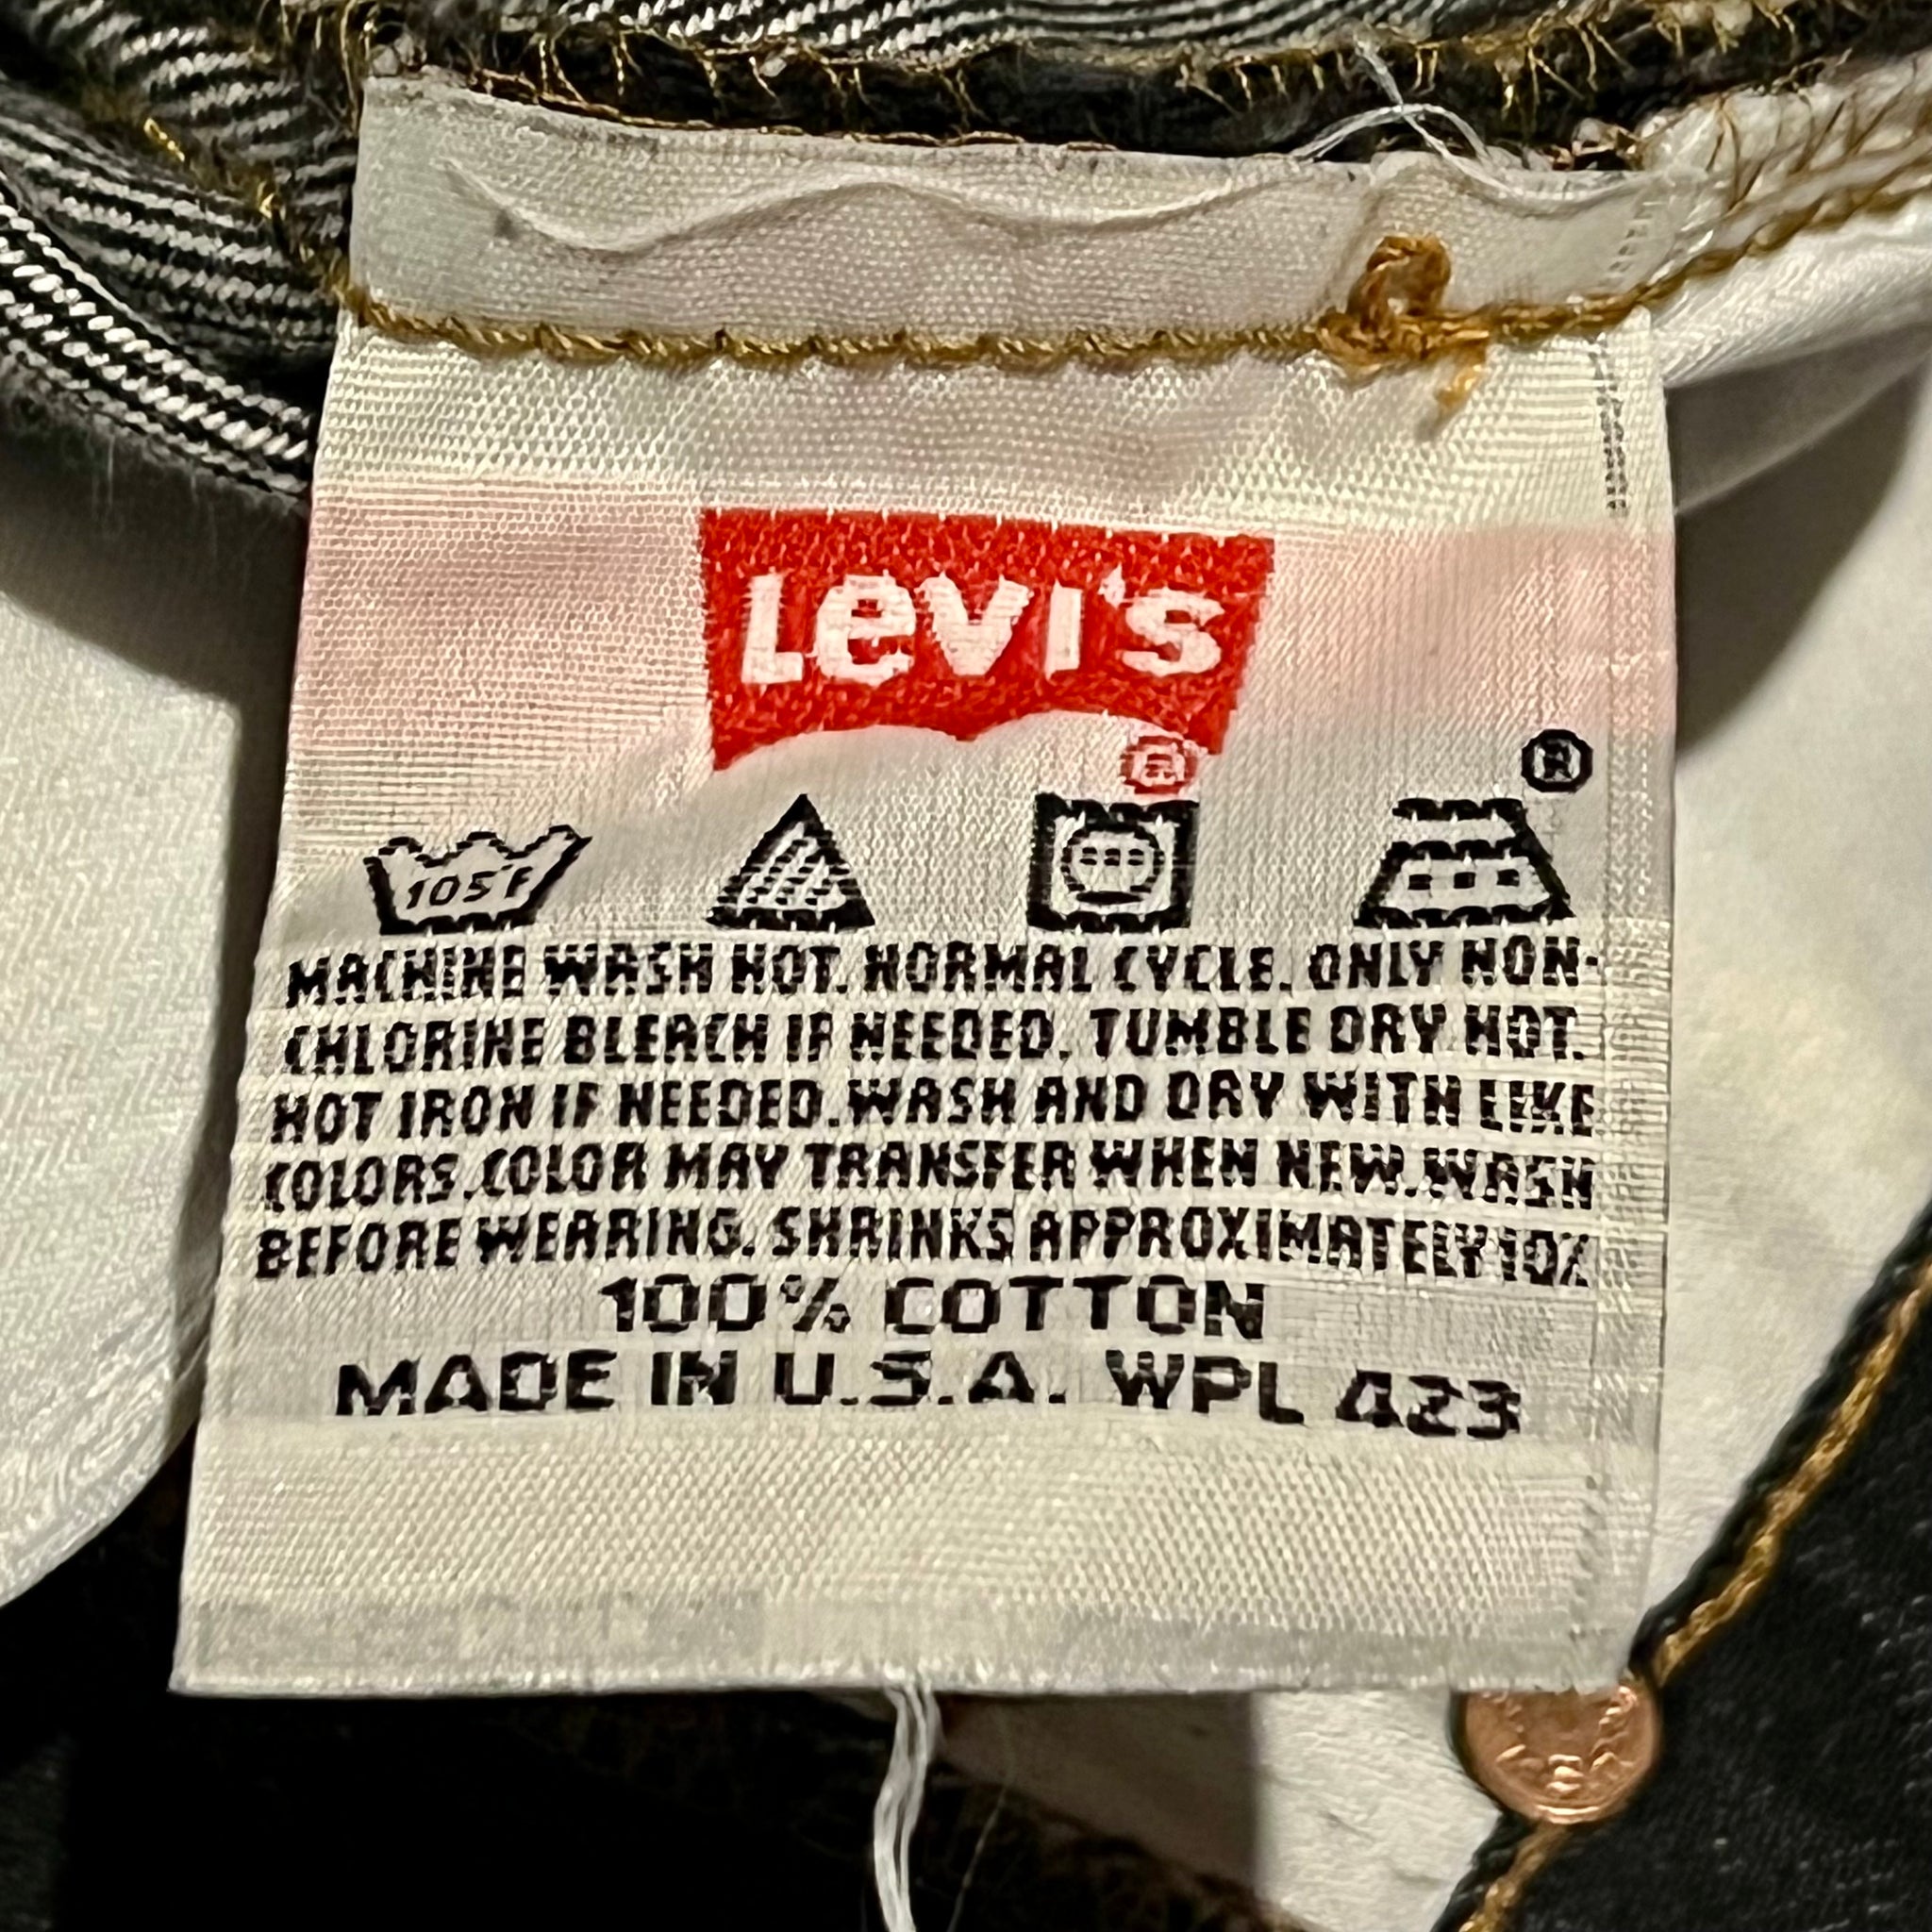 Levi's
®
®
105F
MACHINE WASH HOT. NORMAL CYCLE. ONLY NON-
CHLORINE BLEACH IF NEEDED. TUMBLE DRY HOT.
HOT IRON IF NEEDED. WASH AND DRY WITH LIKE
COLORS. COLOR MAY TRANSFER WHEN NEW. WASH
BEFORE WEARING. SHRINKS APPROXIMATELY 10%
100% COTTON
MADE IN U.S.A. WPL 423